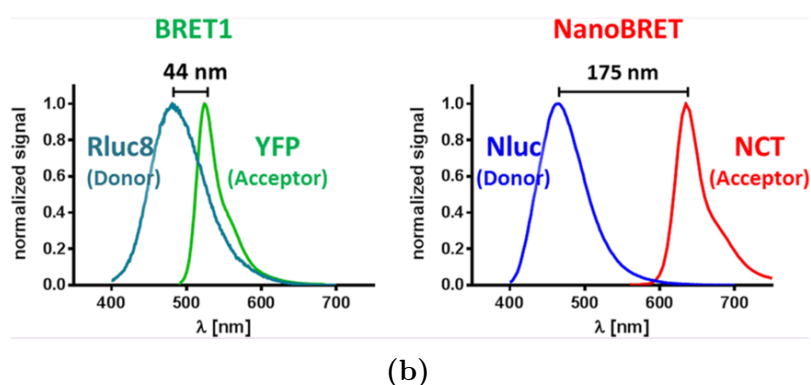 BRET1
44 nm
normalized signal
1.0
0.8
0.6
0.4
0.2
0.0
Rluc8
(Donor)
YFP
(Acceptor)
400 500 600 700
λ [nm]
NanoBRET
175 nm
normalized signal
1.0
0.8
0.6
0.4
0.2
0.0
Nluc
(Donor)
NCT
(Acceptor)
400 500 600 700
λ [nm]
(b)